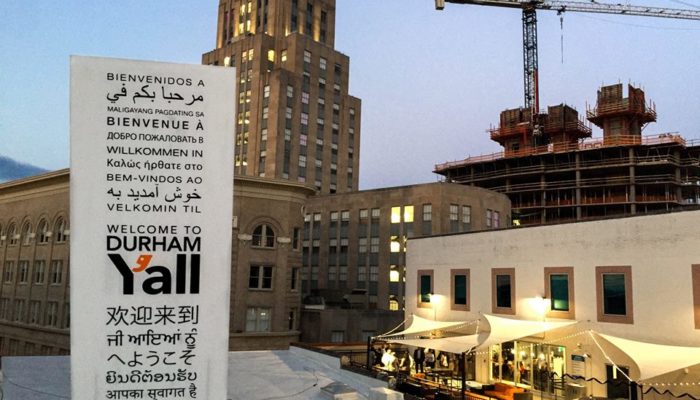 BIENVENIDOS A
مرحبا بكم في
MALIGAYANG PAGDATING SA
BIENVENUE À
ДОБРО ПОЖАЛОВАТЬ В
WILLKOMMEN IN
Καλώς ήρθατε στο
BEM-VINDOS AO
خوش آمدید به
VELKOMIN TIL
WELCOME TO
DURHAM
Y'all
欢迎来到
ਜੀ ਆਇਆਂ ਨੂੰ
へようこそ
ຍິນດີຕ້ອນຮັບ
आपका स्वागत है